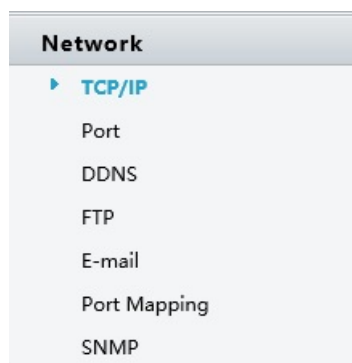 Network
TCP/IP
Port
DDNS
FTP
E-mail
Port Mapping
SNMP